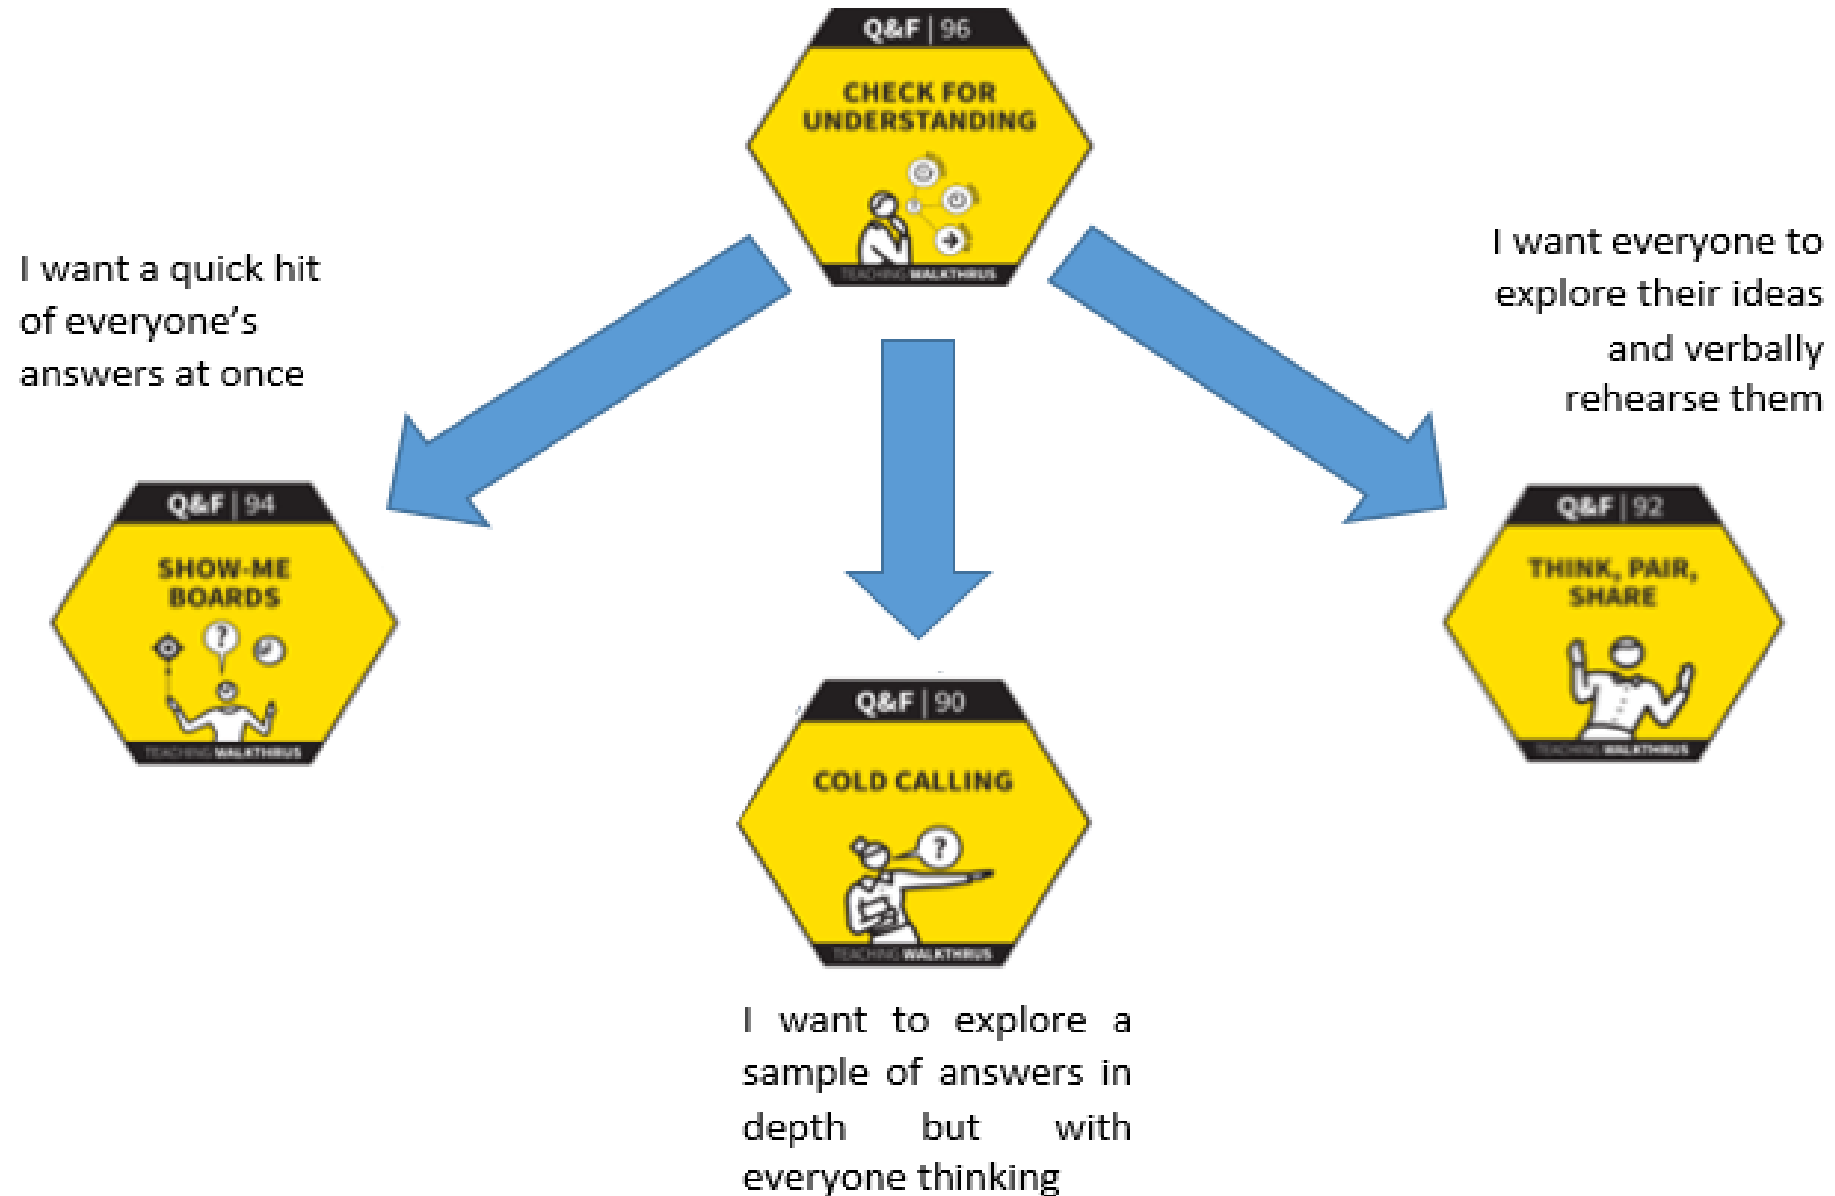 Q&F | 96
CHECK FOR
UNDERSTANDING
TEACHING WALKTHRUS
I want a quick hit
of everyone’s
answers at once
I want everyone to
explore their ideas
and verbally
rehearse them
Q&F | 94
SHOW-ME
BOARDS
?
TEACHING WALKTHRUS
Q&F | 92
THINK, PAIR,
SHARE
TEACHING WALKTHRUS
Q&F | 90
COLD CALLING
?
TEACHING WALKTHRUS
I want to explore a
sample of answers in
depth but with
everyone thinking